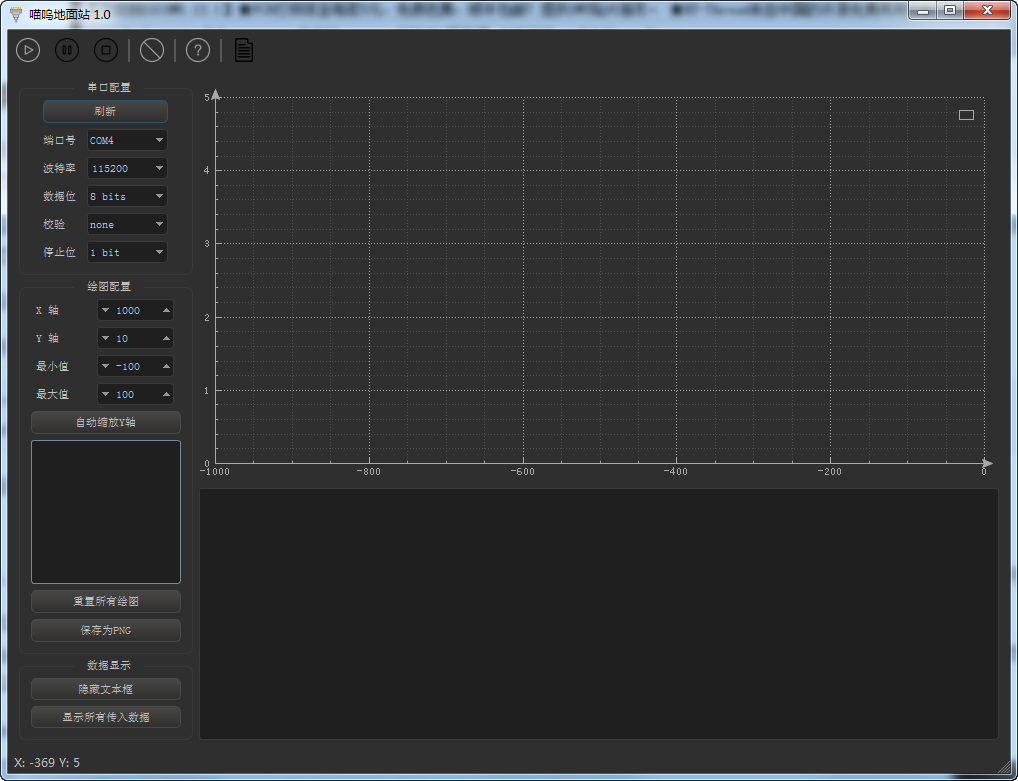 喵呜地面站 1.0
?
串口配置
刷新
端口号 COM4
波特率 115200
数据位 8 bits
校验 none
停止位 1 bit
绘图配置
X 轴 1000
Y 轴 10
最小值 -100
最大值 100
自动缩放Y轴
重置所有绘图
保存为PNG
数据显示
隐藏文本框
显示所有传入数据
5
4
3
2
1
0
-1000 -800 -600 -400 -200 0
X: -369 Y: 5